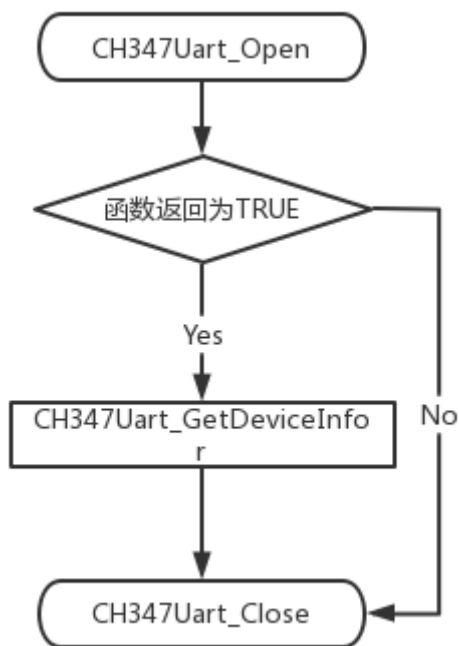 CH347Uart_Open
函数返回为TRUE
Yes
CH347Uart_GetDeviceInfo
r
No
CH347Uart_Close